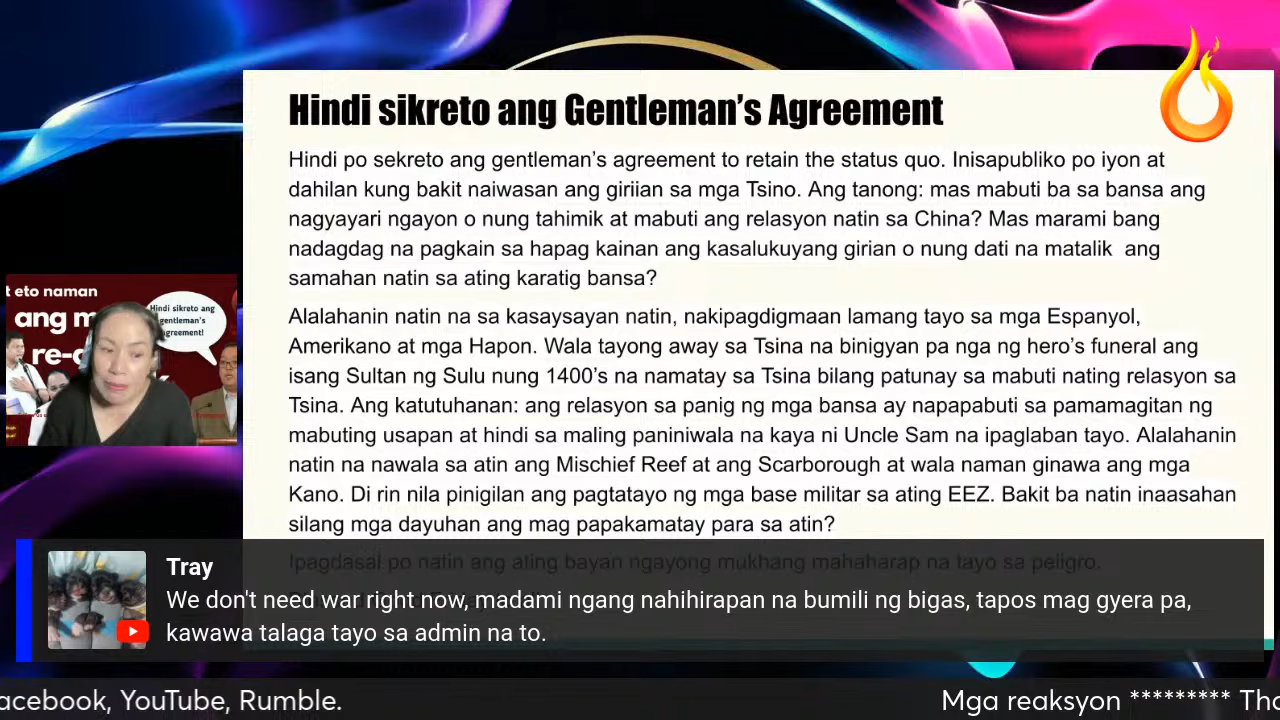 Hindi sikreto ang Gentleman's Agreement
Hindi po sekreto ang gentleman's agreement to retain the status quo. Inisapubliko po iyon at
dahilan kung bakit naiwasan ang giriian sa mga Tsino. Ang tanong: mas mabuti ba sa bansa ang
nagyayari ngayon o nung tahimik at mabuti ang relasyon natin sa China? Mas marami bang
nadagdag na pagkain sa hapag kainan ang kasalukuyang girian o nung dati na matalik ang
samahan natin sa ating karatig bansa?
Alalahanin natin na sa kasaysayan natin, nakipagdigmaan lamang tayo sa mga Espanyol,
Amerikano at mga Hapon. Wala tayong away sa Tsina na binigyan pa nga ng hero's funeral ang
isang Sultan ng Sulu nung 1400's na namatay sa Tsina bilang patunay sa mabuti nating relasyon sa
Tsina. Ang katutuhanan: ang relasyon sa panig ng mga bansa ay napapabuti sa pamamagitan ng
mabuting usapan at hindi sa maling paniniwala na kaya ni Uncle Sam na ipaglaban tayo. Alalahanin
natin na nawala sa atin ang Mischief Reef at ang Scarborough at wala naman ginawa ang mga
Kano. Di rin nila pinigilan ang pagtatayo ng mga base militar sa ating EEZ. Bakit ba natin inaasahan
silang mga dayuhan ang mag papakamatay para sa atin?
Ipagdasal po natin ang ating bayan ngayong mukhang mahaharap na tayo sa peligro.
t eto naman
ang m
re-
Hindi sikreto ang
gentleman's
agreement!
Tray
We don't need war right now, madami ngang nahihirapan na bumili ng bigas, tapos mag gyera pa,
kawawa talaga tayo sa admin na to.
acebook, YouTube, Rumble.
Mga reaksyon ********* Tha